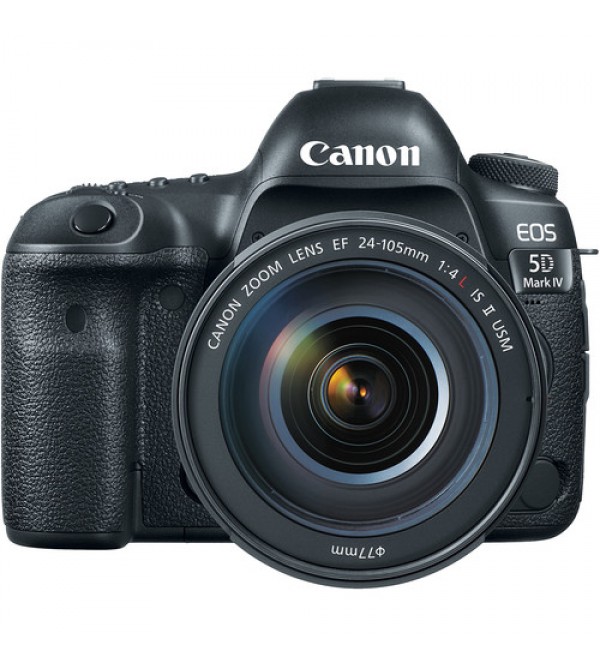 Canon
EOS
5D
Mark IV
CANON ZOOM LENS EF 24-105mm 1:4 L IS II USM
Φ77mm